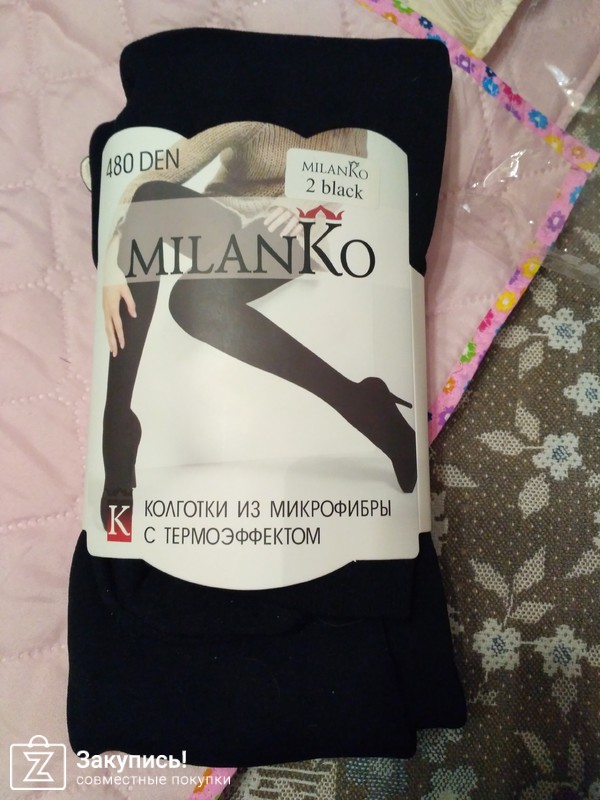 480 DEN
MILANKO
2 black
MILANKO
K
КОЛГОТКИ ИЗ МИКРОФИБРЫ
С ТЕРМОЭФФЕКТОМ
Z
Закупись!
совместные покупки